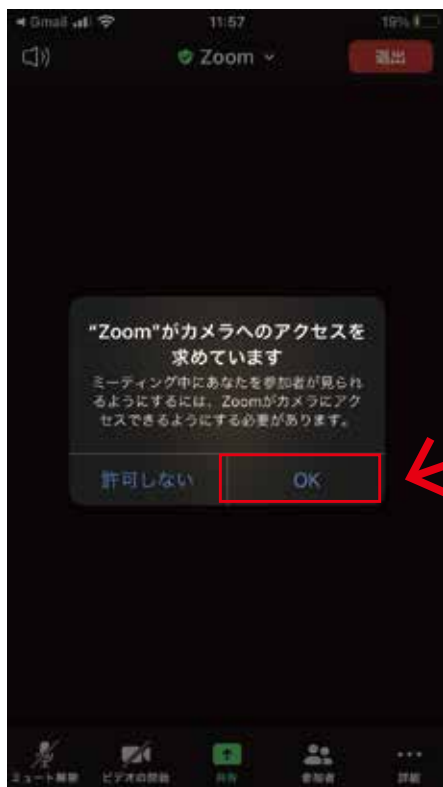 Gmail 11:57 19%
Zoom 退出
“Zoom”がカメラへのアクセスを
求めています
ミーティング中にあなたを参加者が見られ
るようにするには、Zoomがカメラにアク
セスできるようにする必要があります。
許可しない OK
ミュート解除 ビデオの開始 共有 参加者 詳細